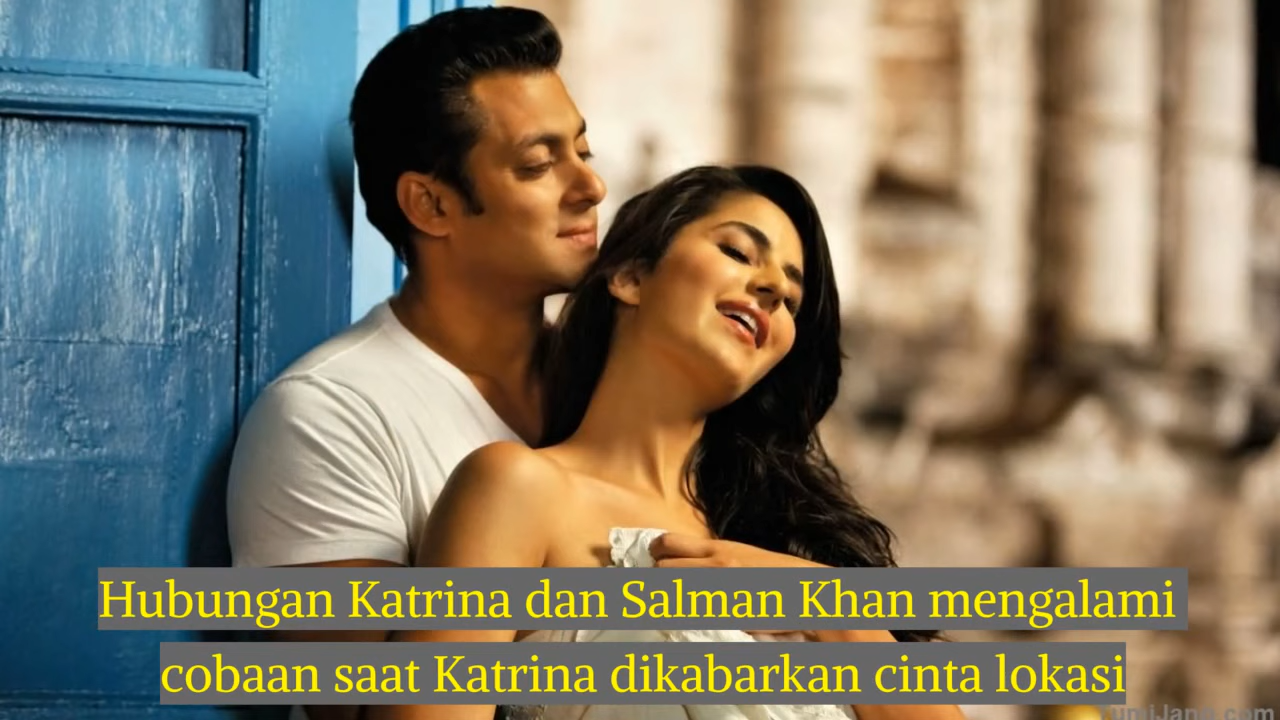 Hubungan Katrina dan Salman Khan mengalami
cobaan saat Katrina dikabarkan cinta lokasi